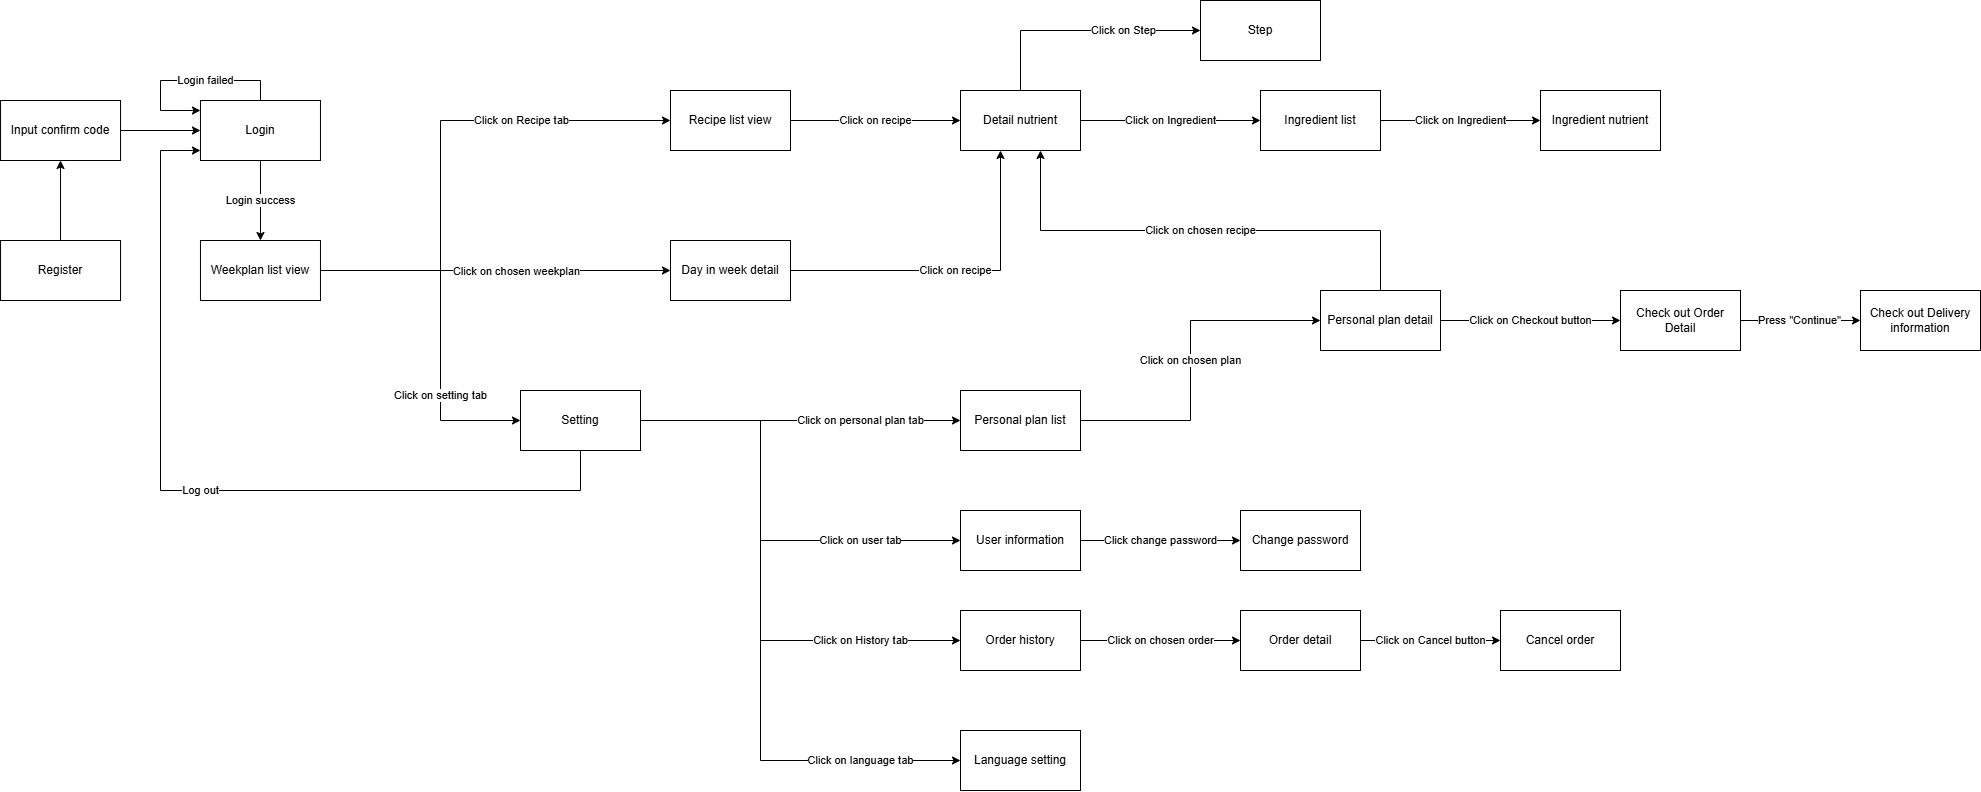 Step
Click on Step
Login failed
Input confirm code
Login
Click on Recipe tab
Recipe list view
Click on recipe
Detail nutrient
Click on Ingredient
Ingredient list
Click on Ingredient
Ingredient nutrient
Login success
Click on chosen recipe
Register
Weekplan list view
Click on chosen weekplan
Day in week detail
Click on recipe
Personal plan detail
Click on Checkout button
Check out Order
Detail
Press "Continue"
Check out Delivery
information
Click on chosen plan
Click on setting tab
Setting
Click on personal plan tab
Personal plan list
Log out
Click on user tab
User information
Click change password
Change password
Click on History tab
Order history
Click on chosen order
Order detail
Click on Cancel button
Cancel order
Click on language tab
Language setting